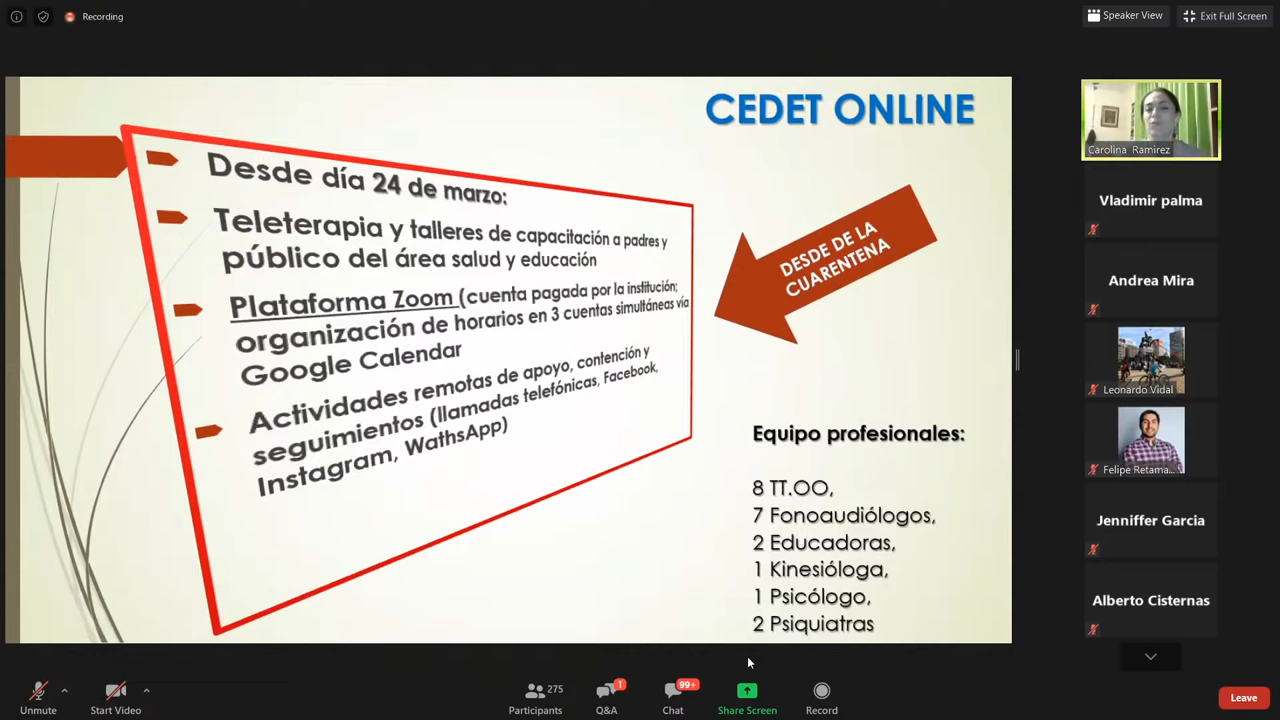 Recording
Speaker View
Exit Full Screen
CEDET ONLINE
Desde día 24 de marzo:
Teleterapia y talleres de capacitación a padres y
público del área salud y educación
Plataforma Zoom (cuenta pagada por la institución;
organización de horarios en 3 cuentas simultáneas vía
Google Calendar
Actividades remotas de apoyo, contención y
seguimientos (llamadas telefónicas, Facebook,
Instagram, WathsApp)
DESDE DE LA
CUARENTENA
Equipo profesionales:
8 TT.OO,
7 Fonoaudiólogos,
2 Educadoras,
1 Kinesióloga,
1 Psicólogo,
2 Psiquiatras
Carolina Ramirez
Vladimir palma
Andrea Mira
Leonardo Vidal
Felipe Retama...
Jenniffer Garcia
Alberto Cisternas
Unmute
Start Video
275
Participants
1
Q&A
99+
Chat
Share Screen
Record
Leave